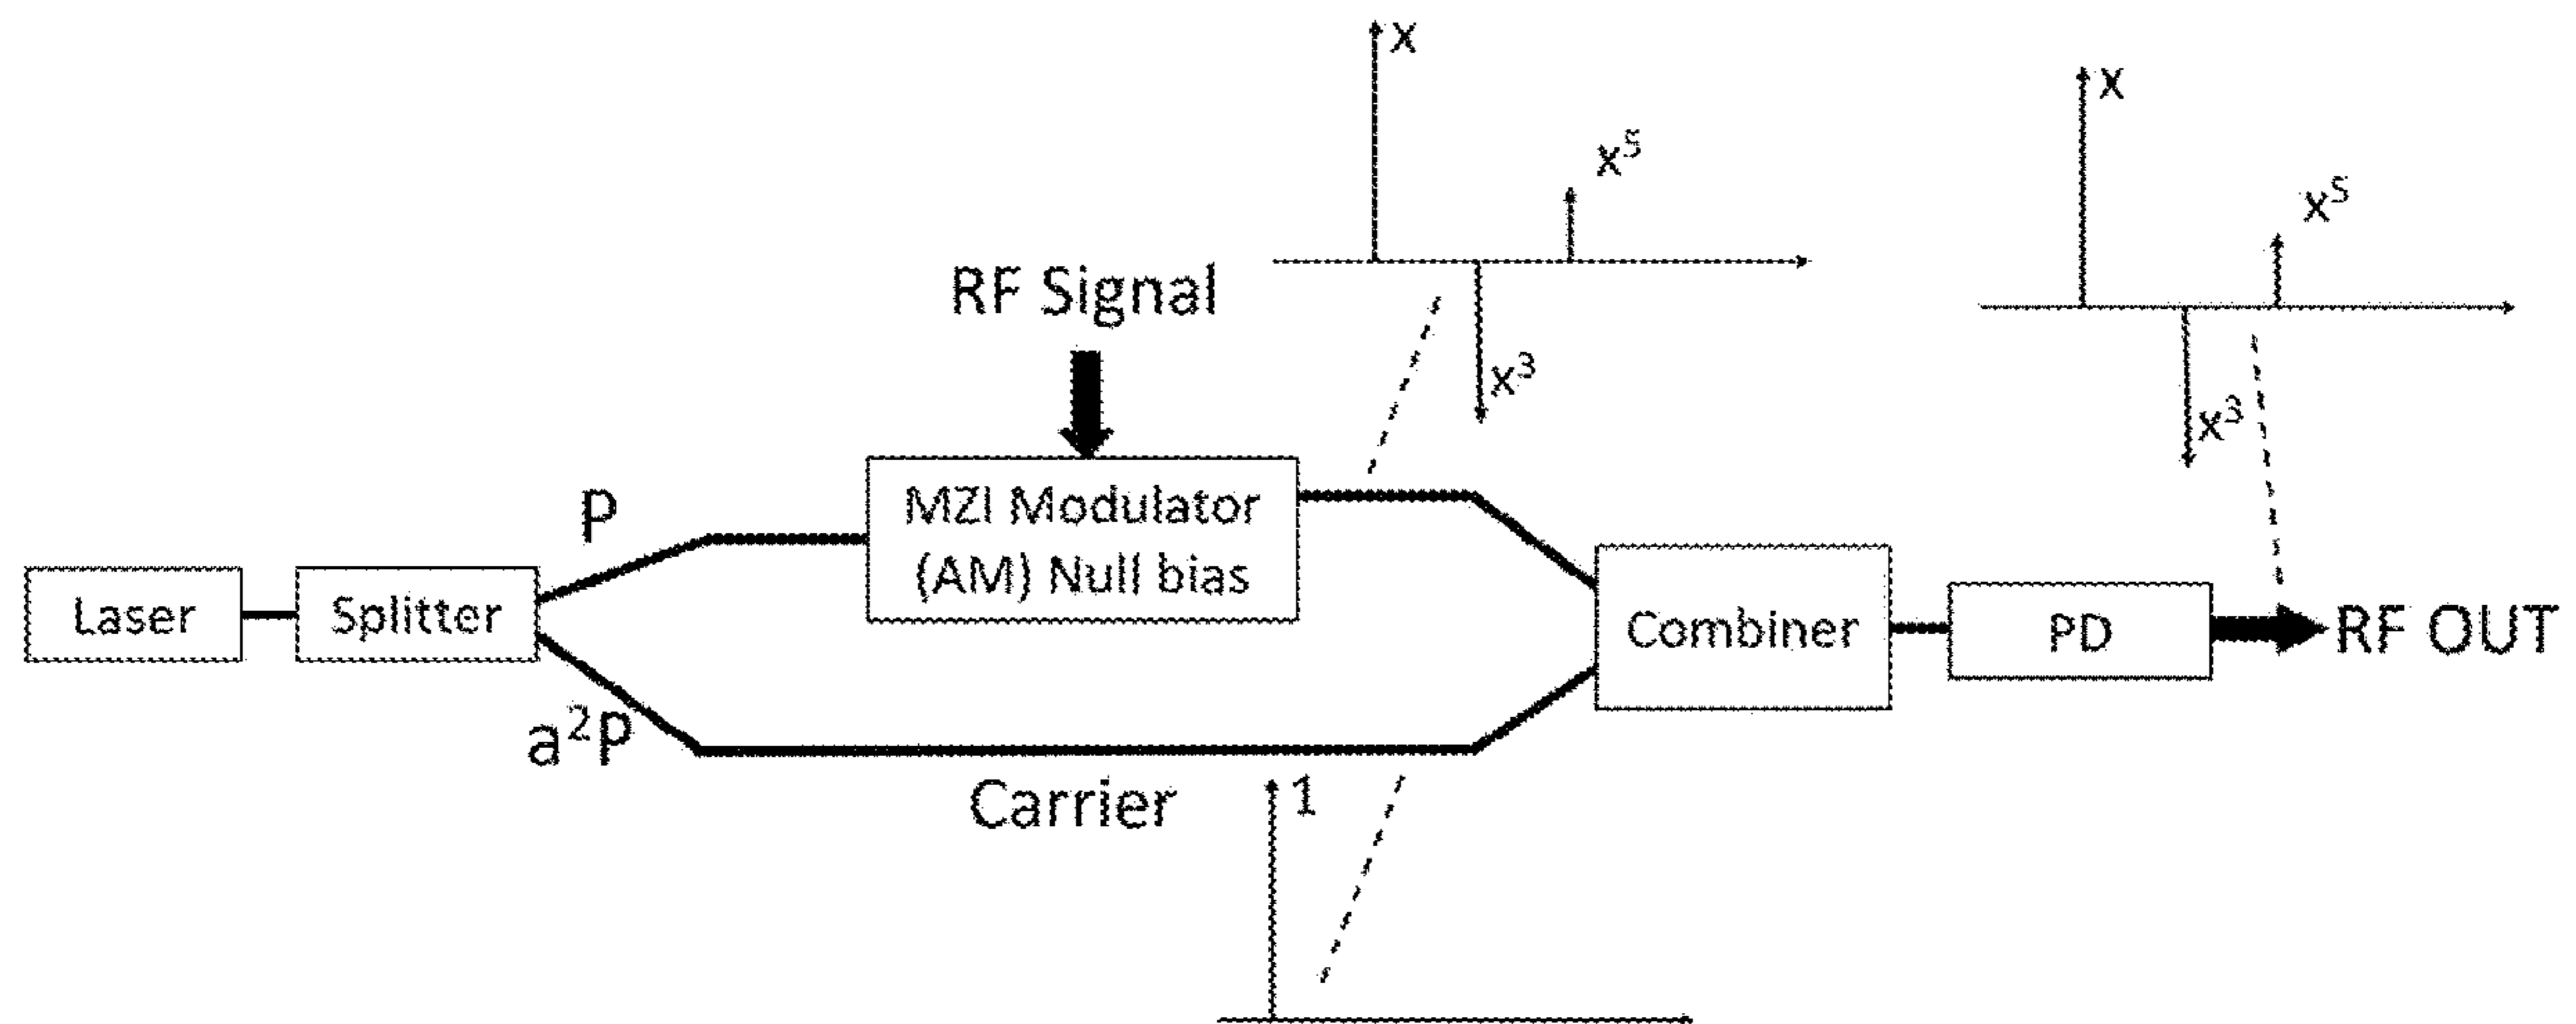 x
x⁵
x³
x
x⁵
x³
RF Signal
P
MZI Modulator
(AM) Null bias
Laser
Splitter
Combiner
PD
RF OUT
a²P
Carrier
1